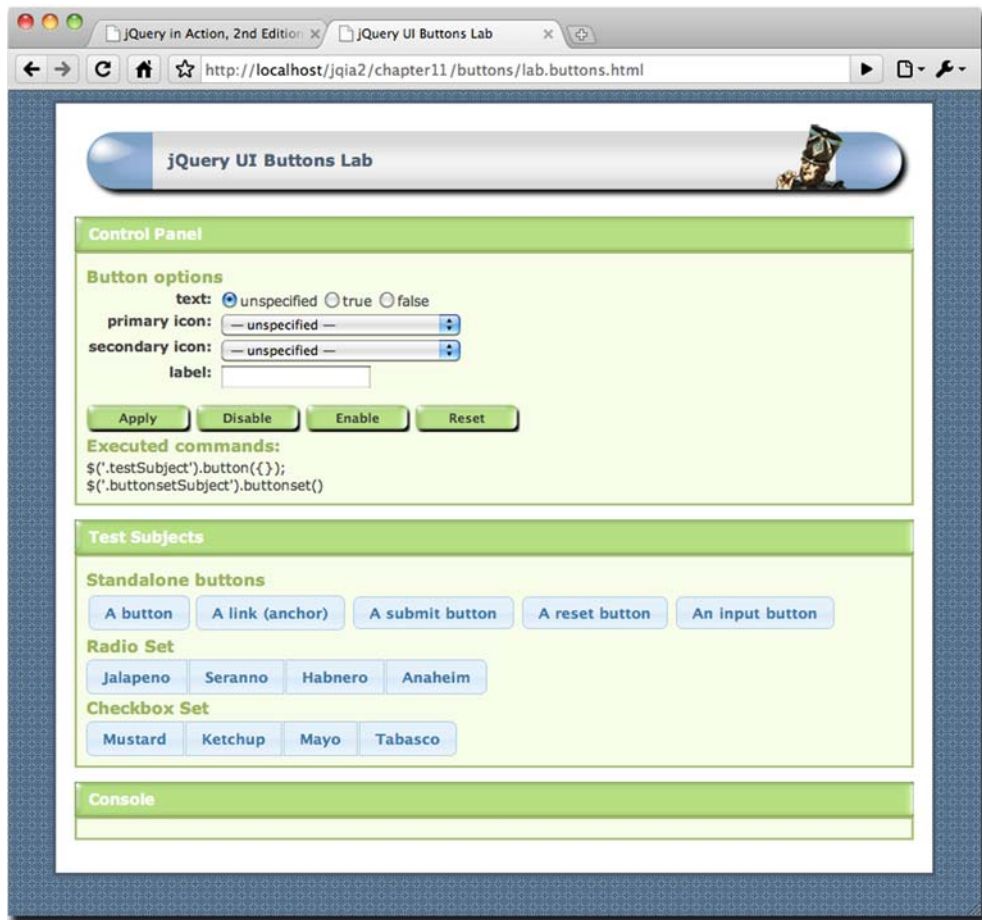 jQuery in Action, 2nd Edition
jQuery UI Buttons Lab
http://localhost/jqia2/chapter11/buttons/lab.buttons.html
jQuery UI Buttons Lab
Control Panel
Button options
text: unspecified true false
primary icon: — unspecified —
secondary icon: — unspecified —
label:
Apply Disable Enable Reset
Executed commands:
$('.testSubject').button({});
$('.buttonsetSubject').buttonset()
Test Subjects
Standalone buttons
A button A link (anchor) A submit button A reset button An input button
Radio Set
Jalapeno Seranno Habnero Anaheim
Checkbox Set
Mustard Ketchup Mayo Tabasco
Console